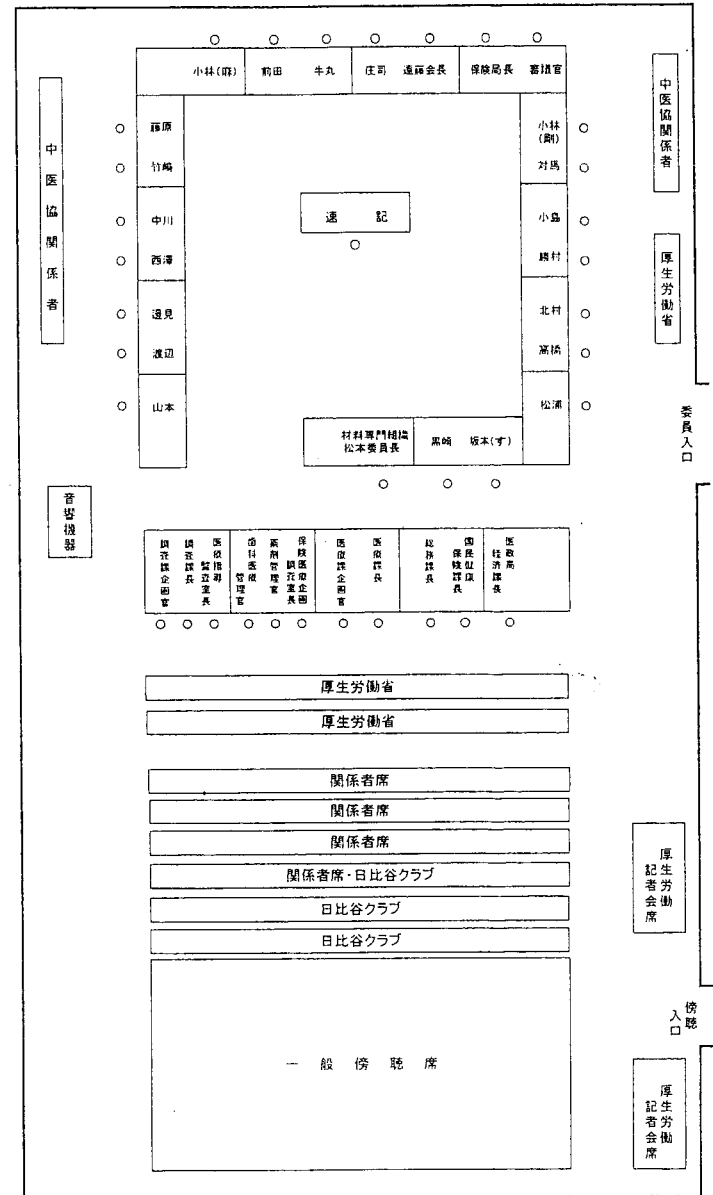 小林(麻) 前田 牛丸 庄司 遠藤会長 保険局長 審議官
中医協関係者
藤原
竹嶋
中川
西澤
邉見
渡辺
山本
速記
小林(剛)
対馬
小島
勝村
北村
高橋
松浦
中医協関係者
厚生労働省
委員入口
材料専門組織
松本委員長
黒崎 坂本(す)
音響機器
調査課企画官
調査課長
医療指導
監査室長
歯科医療
管理官
薬剤管理官
保険医療企画
調査室長
医療課企画官
医療課長
総務課長
国民健康
保険課長
医政局
経済課長
厚生労働省
厚生労働省
関係者席
関係者席
関係者席
関係者席・日比谷クラブ
日比谷クラブ
日比谷クラブ
厚生労働
記者会席
傍聴
入口
一般傍聴席
厚生労働
記者会席